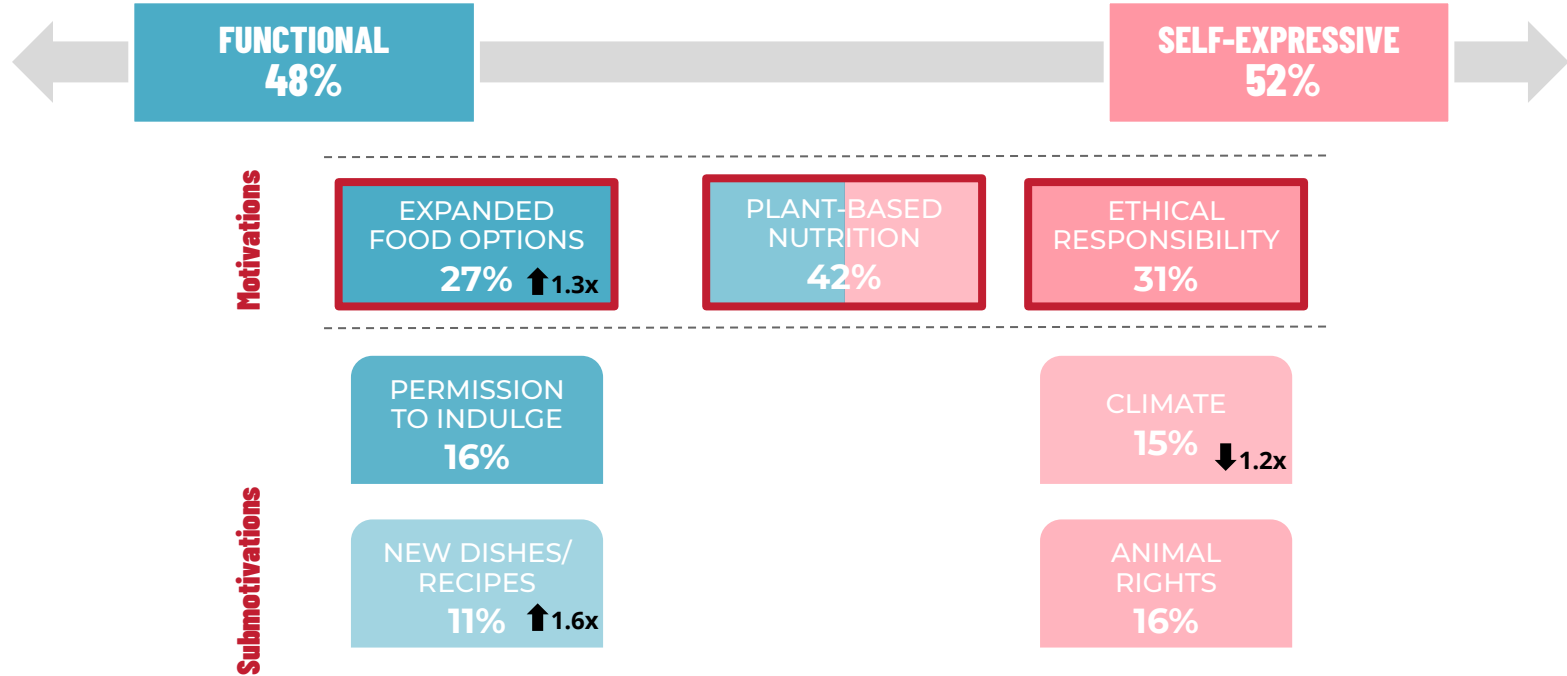 FUNCTIONAL
48%
SELF-EXPRESSIVE
52%
Motivations
EXPANDED
FOOD OPTIONS
27% 1.3x
PLANT-BASED
NUTRITION
42%
ETHICAL
RESPONSIBILITY
31%
Submotivations
PERMISSION
TO INDULGE
16%
CLIMATE
15% 1.2x
NEW DISHES/
RECIPES
11% 1.6x
ANIMAL
RIGHTS
16%